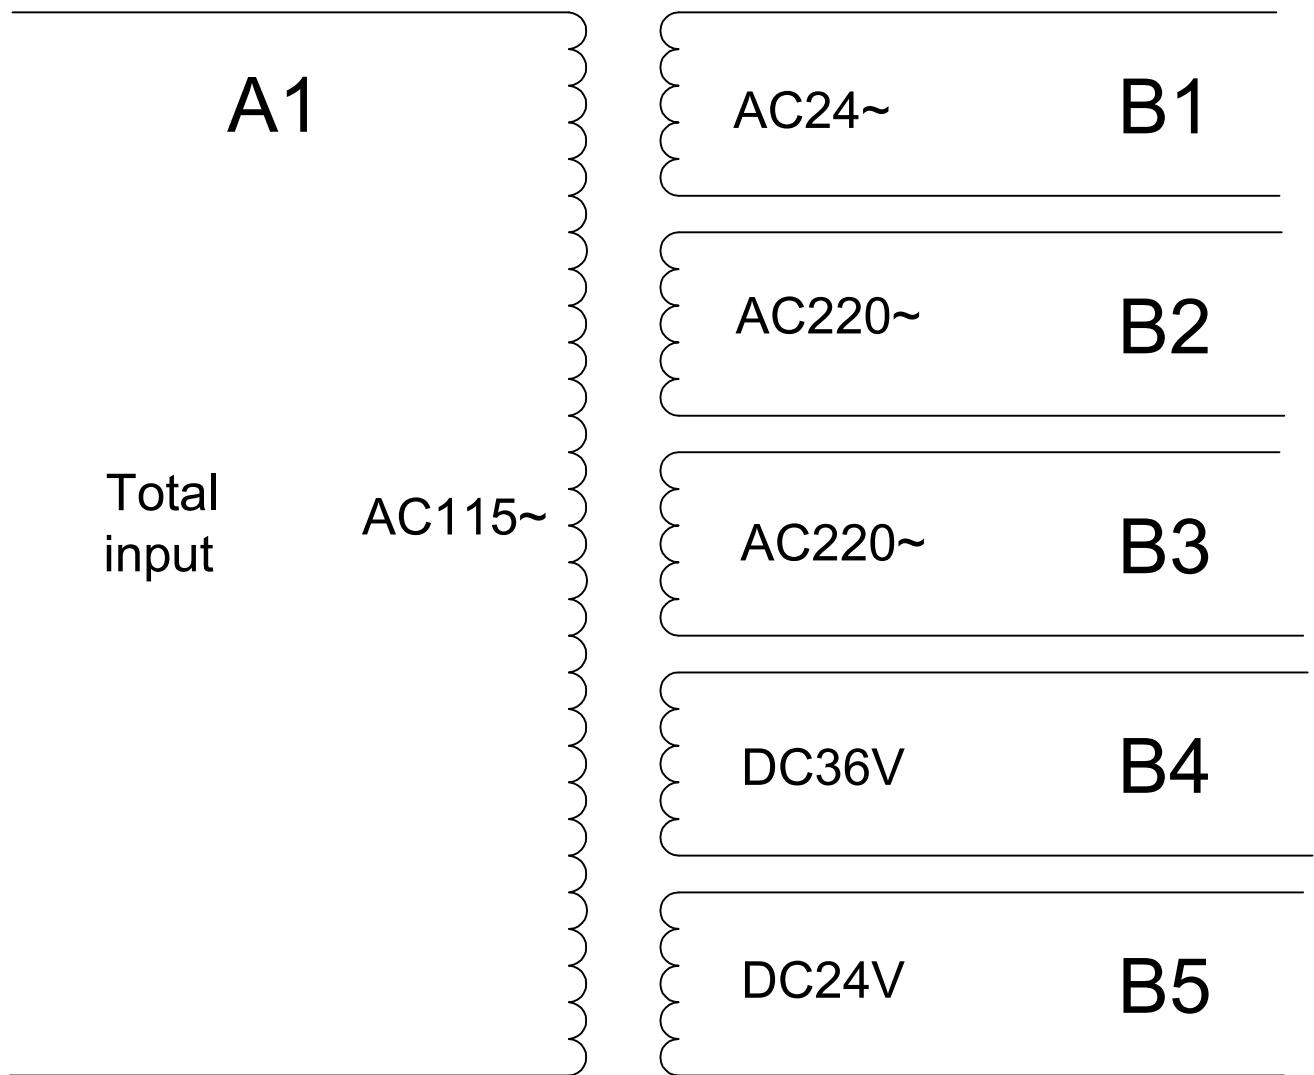 A1
Total
input
AC115~
AC24~ B1
AC220~ B2
AC220~ B3
DC36V B4
DC24V B5